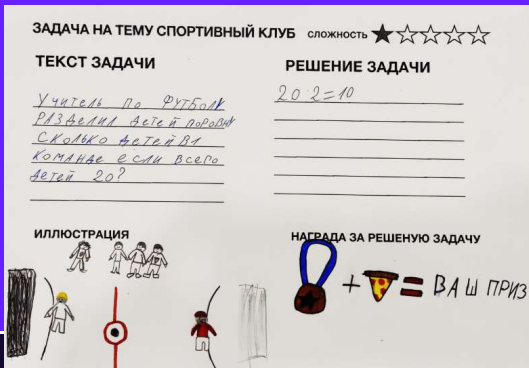 ЗАДАЧА НА ТЕМУ СПОРТИВНЫЙ КЛУБ СЛОЖНОСТЬ
ТЕКСТ ЗАДАЧИ
УЧИТЕЛЬ ПО ФУТБОЛУ
РАЗДЕЛИЛ ДЕТЕЙ ПОРОВНУ
СКОЛЬКО ДЕТЕЙ В 1
КОМАНДЕ ЕСЛИ ВСЕГО
ДЕТЕЙ 20?
РЕШЕНИЕ ЗАДАЧИ
20:2=10
ИЛЛЮСТРАЦИЯ
НАГРАДА ЗА РЕШЕНУЮ ЗАДАЧУ
+ = ВАШ ПРИЗ